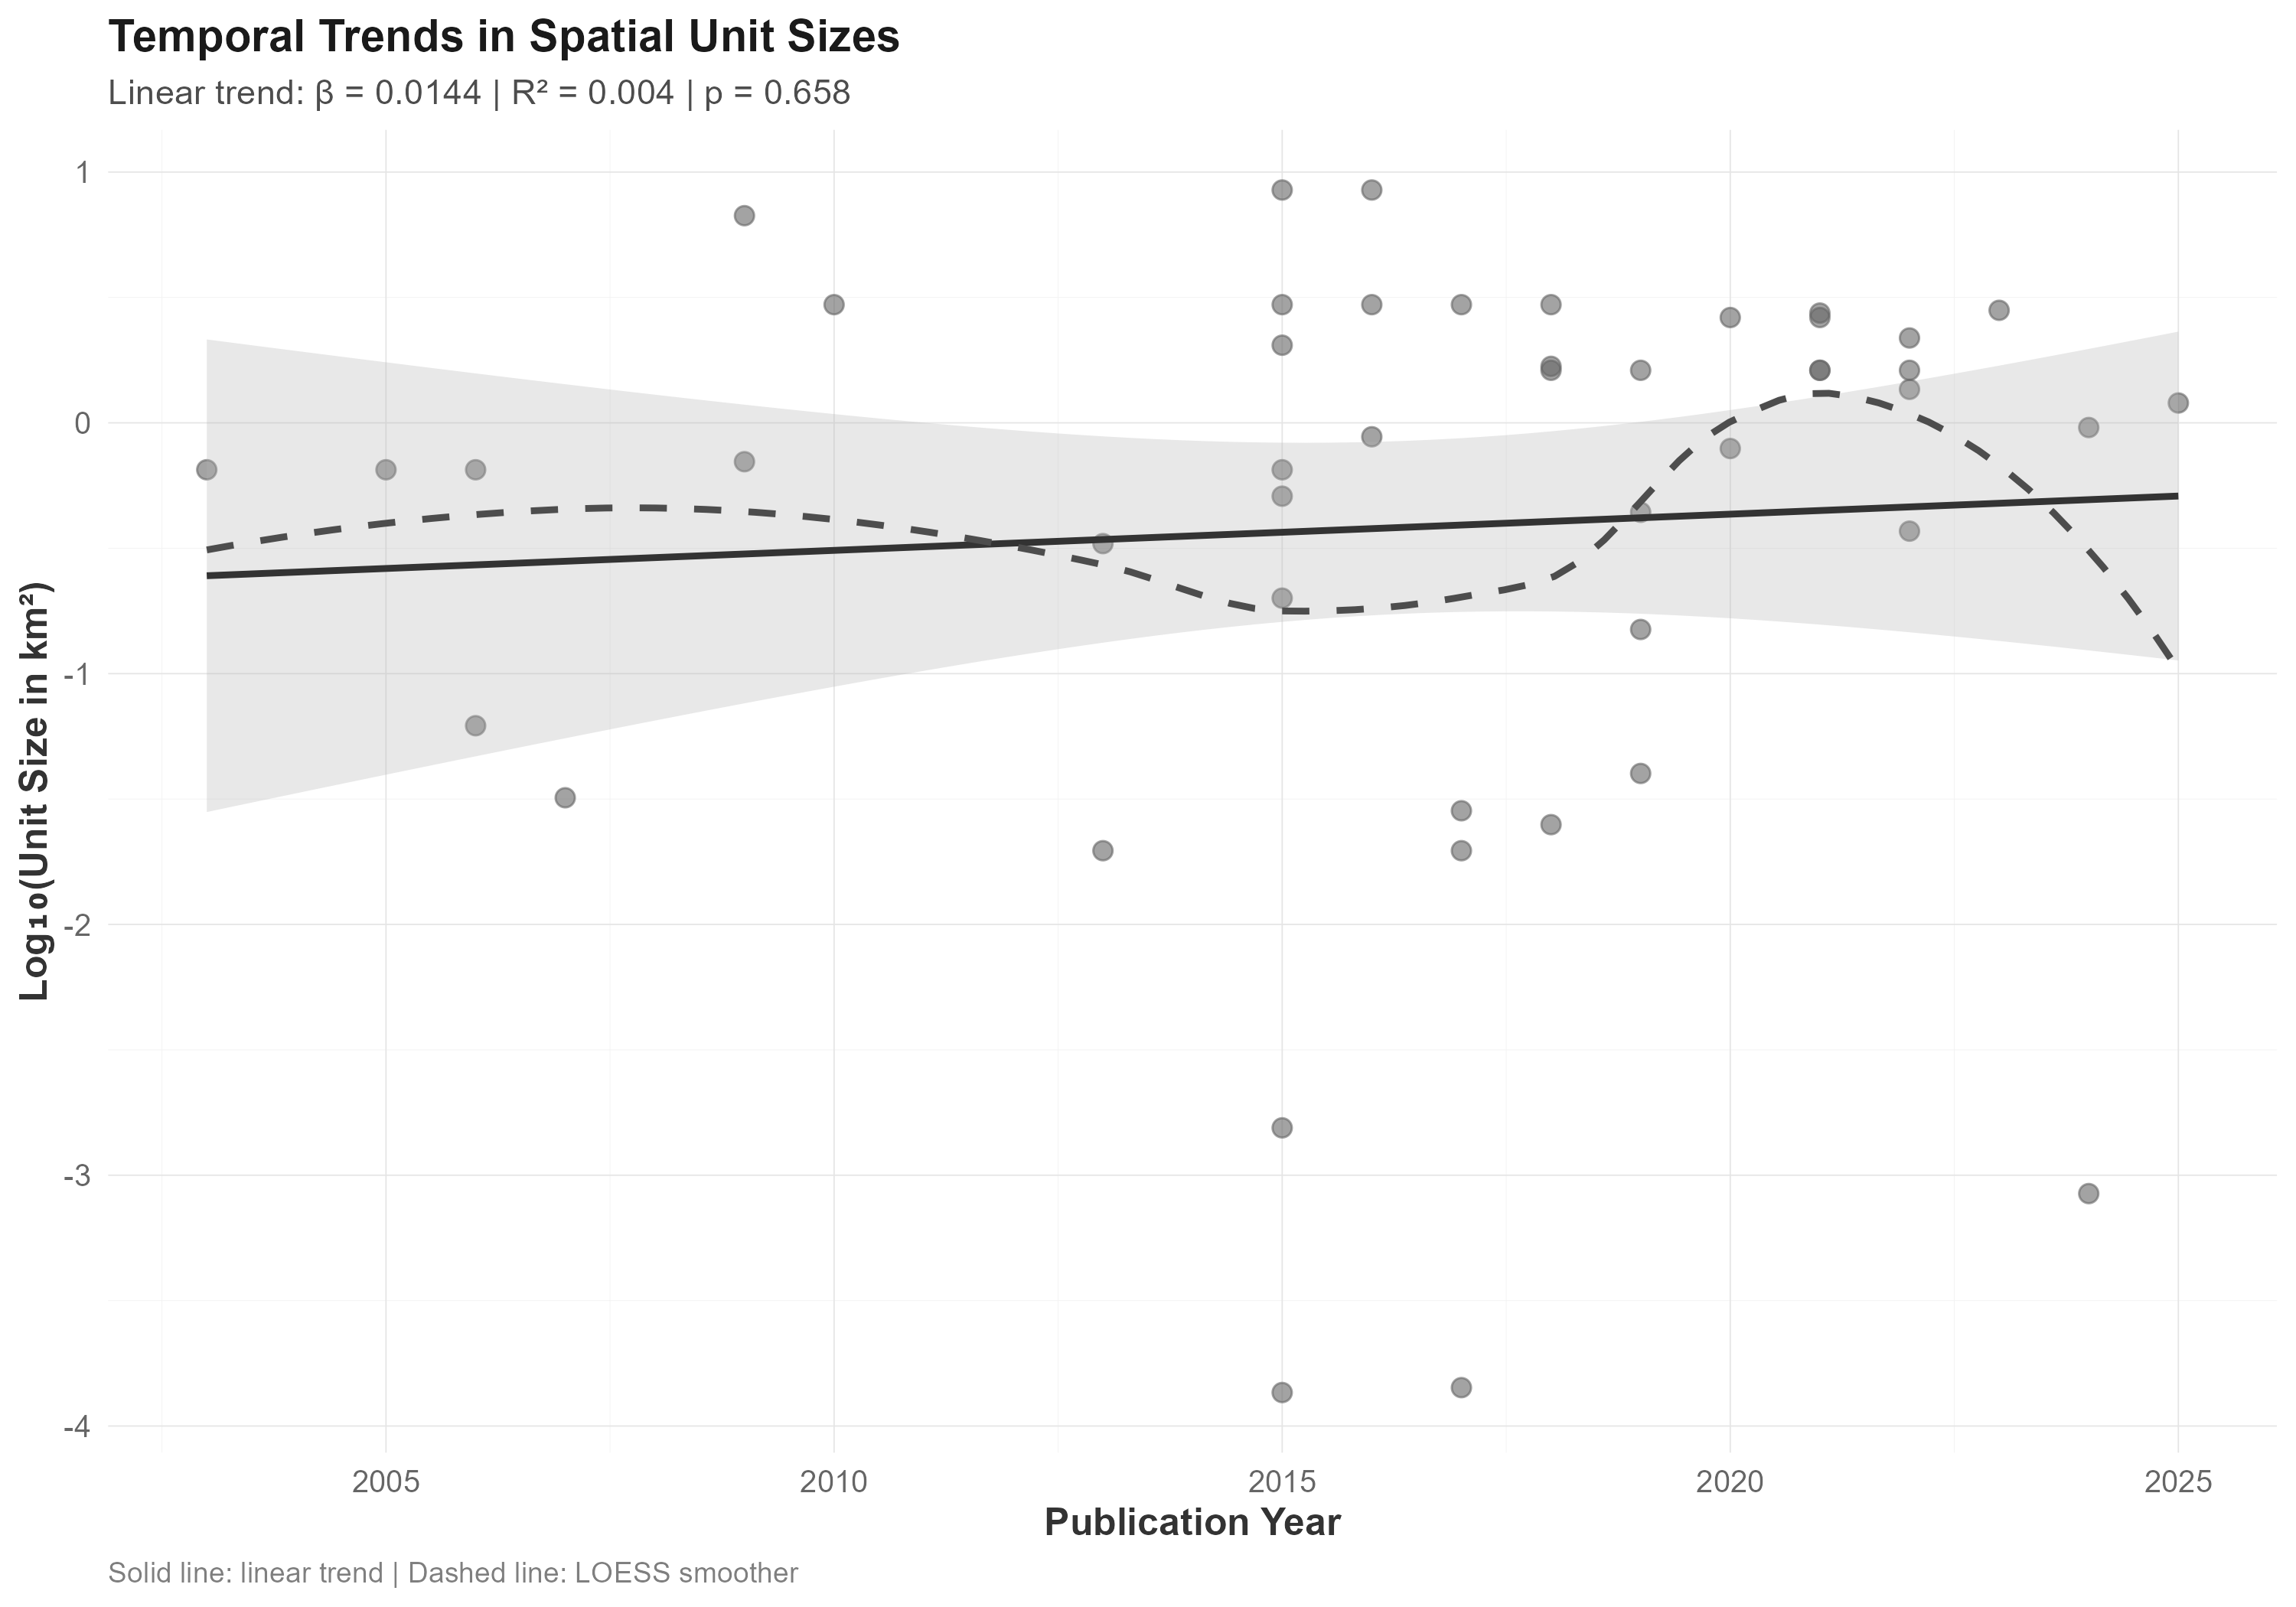 Temporal Trends in Spatial Unit Sizes
Linear trend: β = 0.0144 | R² = 0.004 | p = 0.658
1
0
-1
-2
-3
-4
Log₁₀(Unit Size in km²)
2005
2010
2015
2020
2025
Publication Year
Solid line: linear trend | Dashed line: LOESS smoother